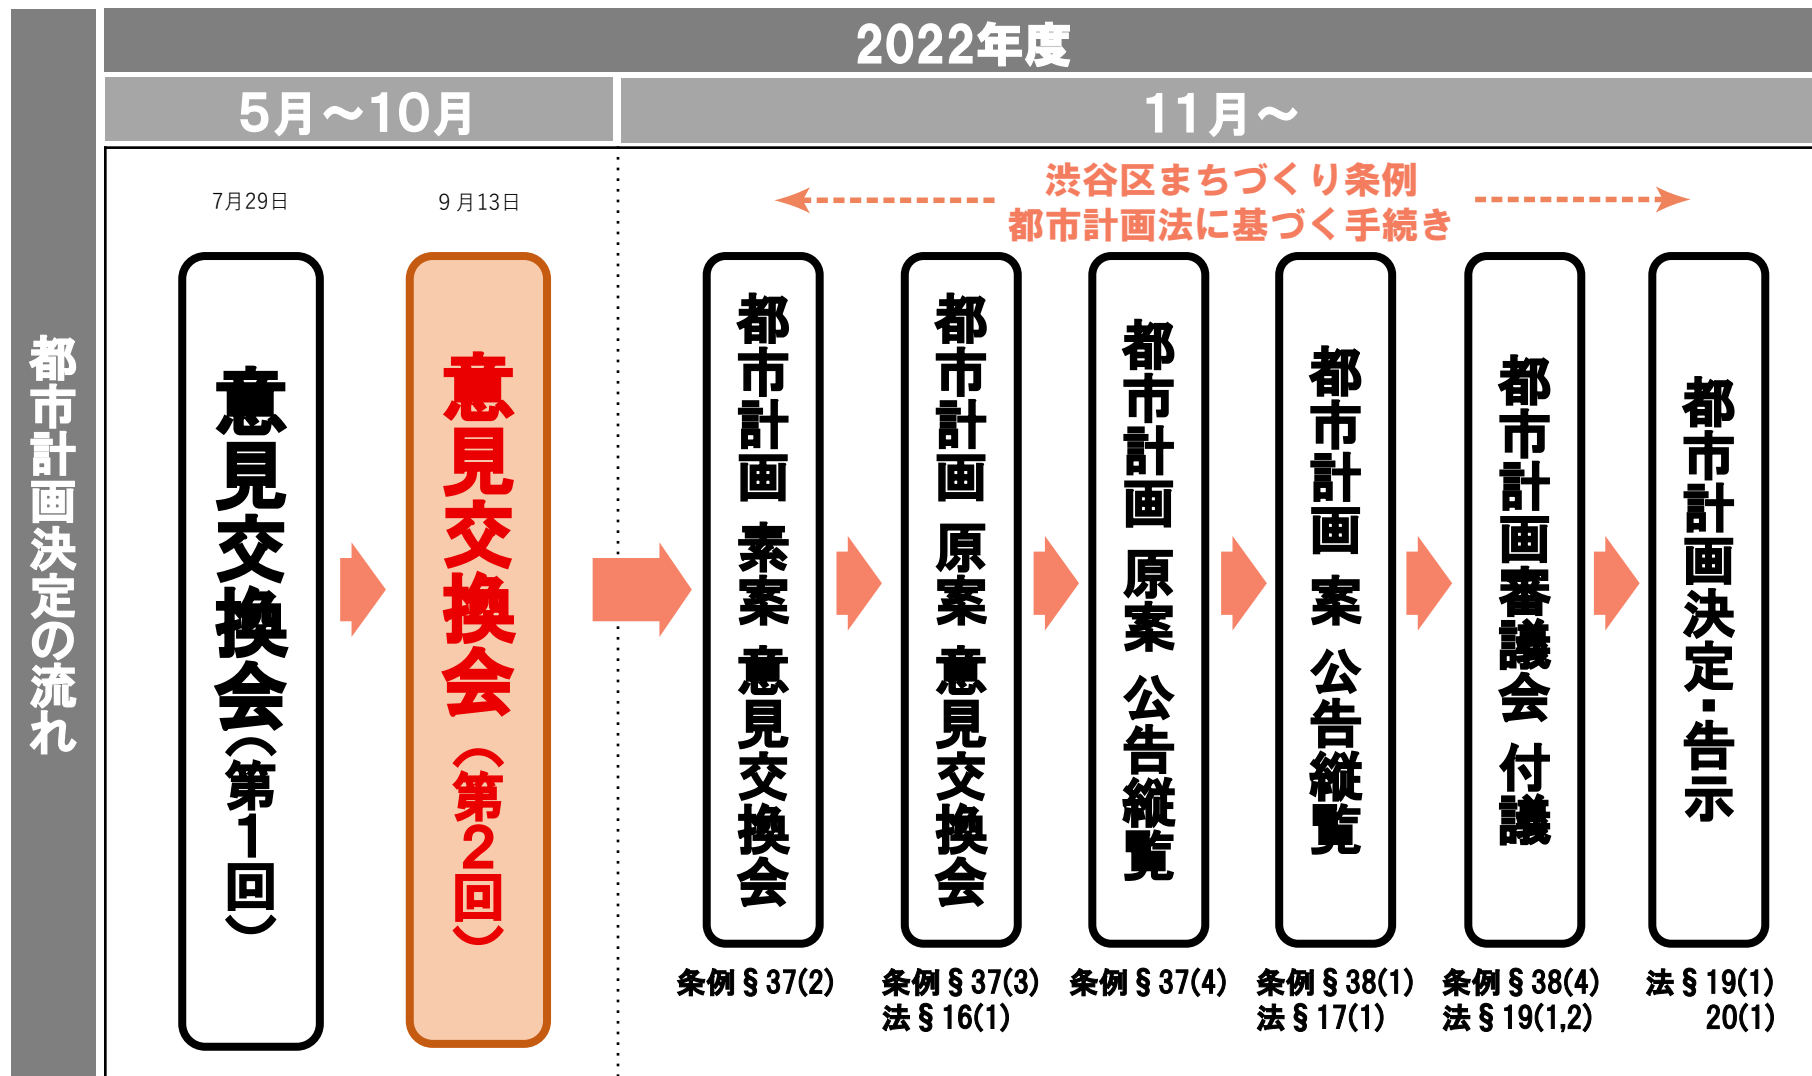 2022年度
5月～10月
11月～
都市計画決定の流れ
7月29日
9月13日
渋谷区まちづくり条例
都市計画法に基づく手続き
意見交換会（第1回）
意見交換会（第2回）
都市計画 素案 意見交換会
都市計画 原案 意見交換会
都市計画 原案 公告縦覧
都市計画 案 公告縦覧
都市計画審議会 付議
都市計画決定・告示
条例§37(2)
条例§37(3)
法§16(1)
条例§37(4)
条例§38(1)
法§17(1)
条例§38(4)
法§19(1,2)
法§19(1)
20(1)